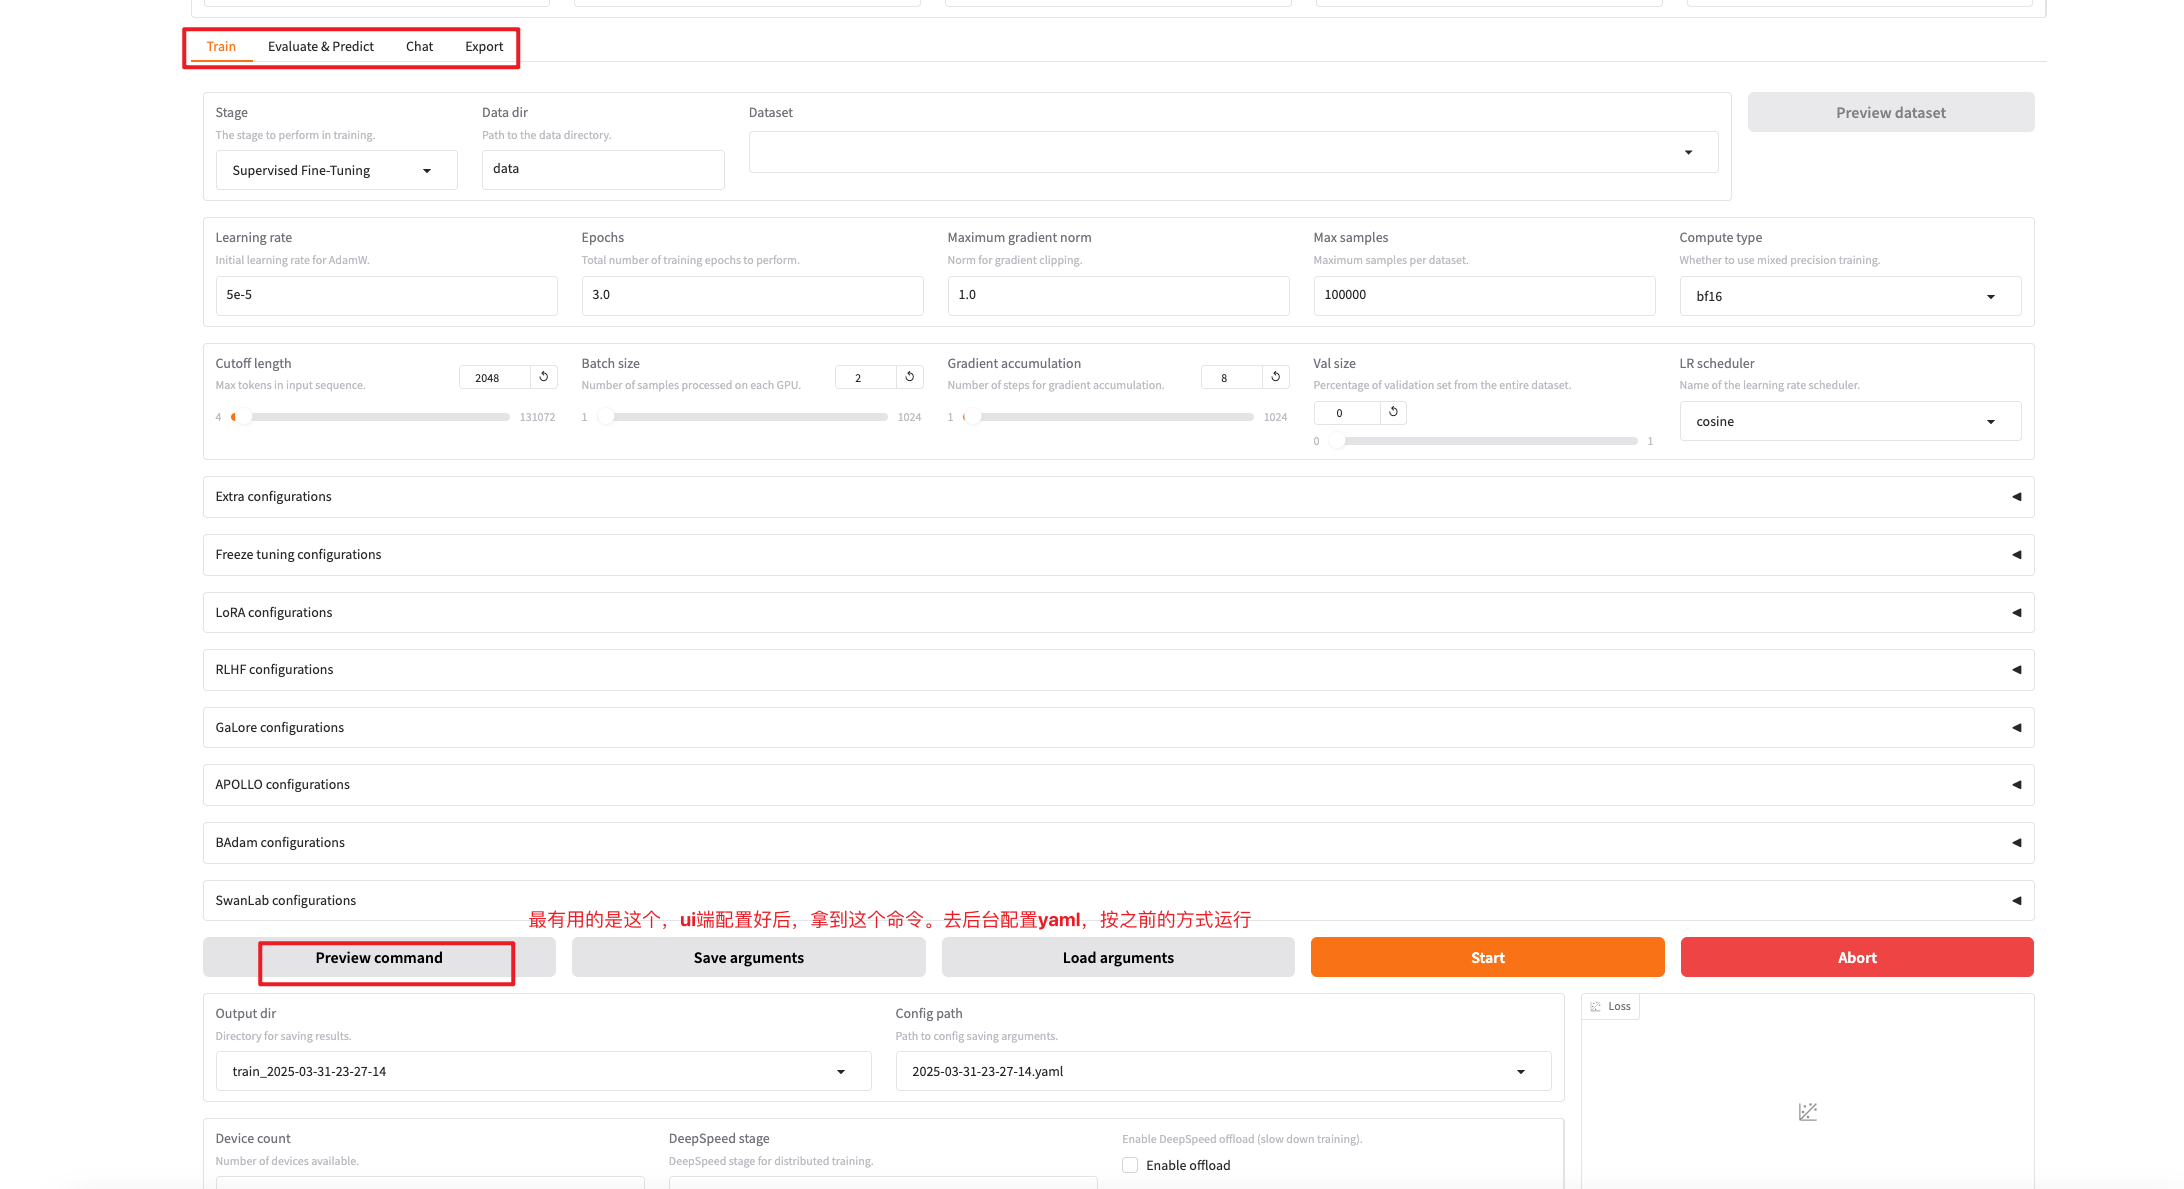 Train Evaluate & Predict Chat Export
Stage Data dir Dataset
The stage to perform in training. Path to the data directory.
Supervised Fine-Tuning data
Preview dataset
Learning rate Epochs Maximum gradient norm Max samples Compute type
Initial learning rate for AdamW. Total number of training epochs to perform. Norm for gradient clipping. Maximum samples per dataset. Whether to use mixed precision training.
5e-5 3.0 1.0 100000 bf16
Cutoff length 2048 Batch size 2 Gradient accumulation 8 Val size LR scheduler
Max tokens in input sequence. Number of samples processed on each GPU. Number of steps for gradient accumulation. Percentage of validation set from the entire dataset. Name of the learning rate scheduler.
4 131072 1 1024 1 1024 0 cosine
0 1
Extra configurations
Freeze tuning configurations
LoRA configurations
RLHF configurations
GaLore configurations
APOLLO configurations
BAdam configurations
SwanLab configurations
最有用的是这个，ui端配置好后，拿到这个命令。去后台配置yaml，按之前的方式运行
Preview command Save arguments Load arguments Start Abort
Output dir Config path Loss
Directory for saving results. Path to config saving arguments.
train_2025-03-31-23-27-14 2025-03-31-23-27-14.yaml
Device count DeepSpeed stage Enable DeepSpeed offload (slow down training).
Number of devices available. DeepSpeed stage for distributed training. Enable offload